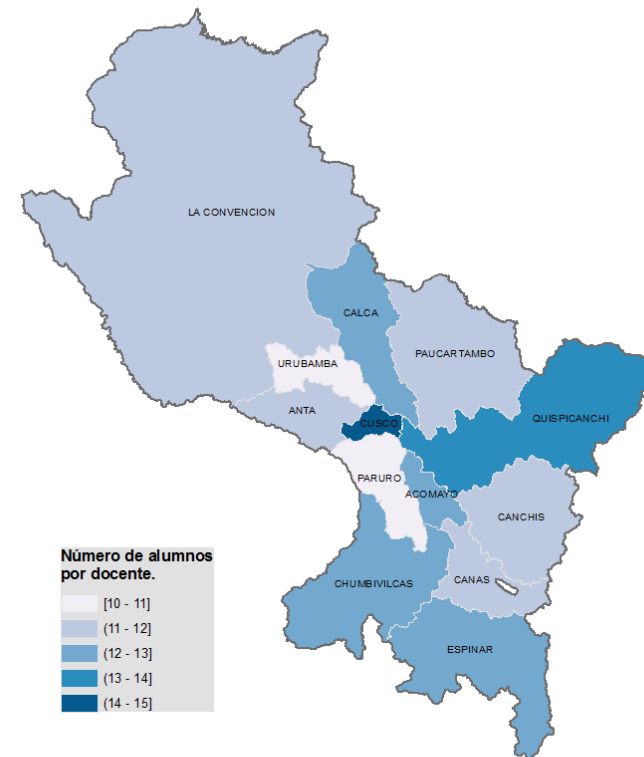 LA CONVENCION
CALCA
PAUCARTAMBO
URUBAMBA
ANTA
QUISPICANCHI
CUSCO
PARURO
ACOMAYO
CANCHIS
CHUMBIVILCAS
CANAS
ESPINAR
Número de alumnos
por docente.
[10 - 11]
(11 - 12]
(12 - 13]
(13 - 14]
(14 - 15]